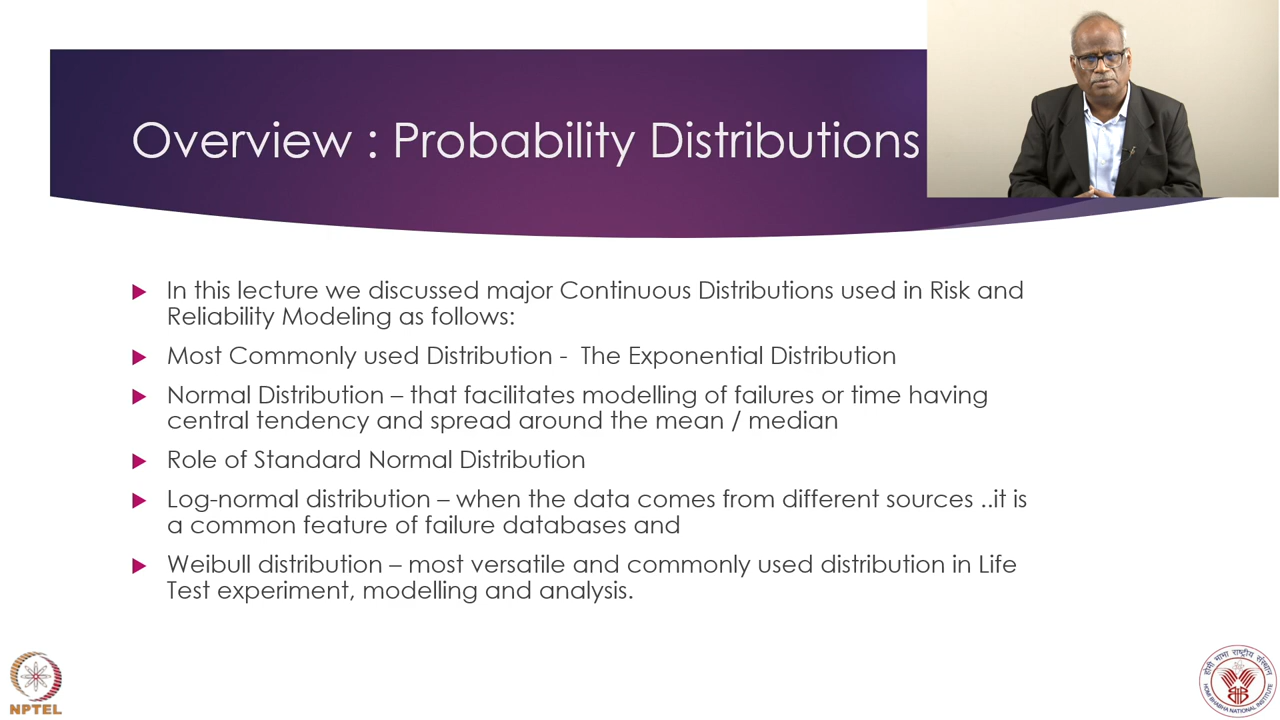 Overview : Probability Distributions
In this lecture we discussed major Continuous Distributions used in Risk and
Reliability Modeling as follows:
Most Commonly used Distribution - The Exponential Distribution
Normal Distribution – that facilitates modelling of failures or time having
central tendency and spread around the mean / median
Role of Standard Normal Distribution
Log-normal distribution – when the data comes from different sources ..it is
a common feature of failure databases and
Weibull distribution – most versatile and commonly used distribution in Life
Test experiment, modelling and analysis.
NPTEL
होमी भाभा राष्ट्रीय संस्थान
HOMI BHABHA NATIONAL INSTITUTE